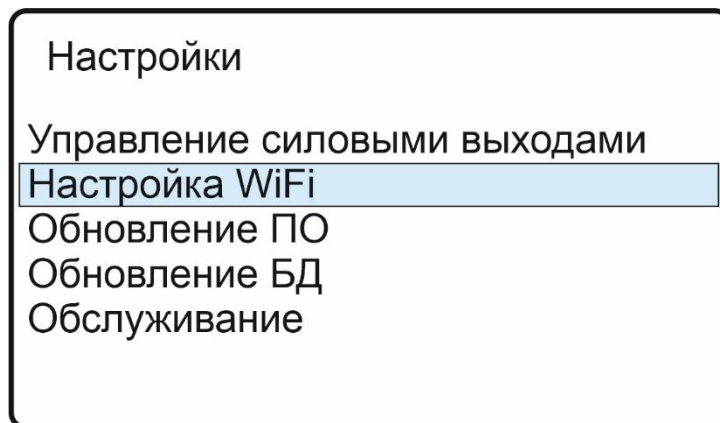 Настройки
Управление силовыми выходами
Настройка WiFi
Обновление ПО
Обновление БД
Обслуживание